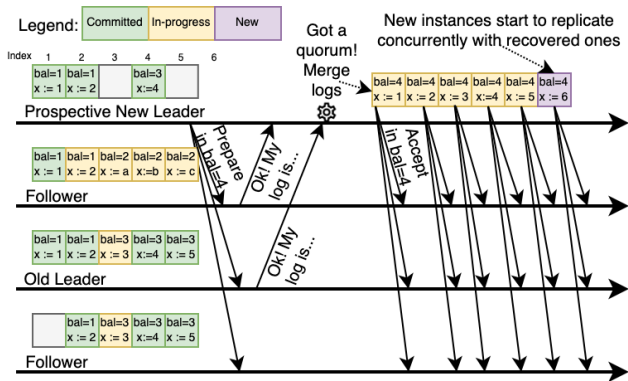 Legend: Committed In-progress New
Got a quorum! Merge logs
New instances start to replicate concurrently with recovered ones
Index 1 2 3 4 5 6
bal=1 bal=1 bal=3
x := 1 x := 2 x:=4
Prospective New Leader
bal=4 bal=4 bal=4 bal=4 bal=4 bal=4
x := 1 x := 2 x := 3 x:=4 x := 5 x := 6
Prepare in bal=4
Ok! My log is...
Accept in bal=4
bal=1 bal=1 bal=2 bal=2 bal=2
x := 1 x := 2 x := a x:=b x := c
Follower
Ok! My log is...
bal=1 bal=1 bal=3 bal=3 bal=3
x := 1 x := 2 x := 3 x:=4 x := 5
Old Leader
bal=1 bal=3 bal=3 bal=3
x := 2 x := 3 x:=4 x := 5
Follower